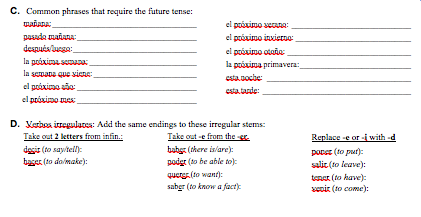 C. Common phrases that require the future tense:
mañana:
pasado mañana:
después/luego:
la próxima semana:
la semana que viene:
el próximo año:
el próximo mes:
el próximo verano:
el próximo invierno:
el próximo otoño:
la próxima primavera:
esta noche:
esta tarde:
D. Verbos irregulares: Add the same endings to these irregular stems:
Take out 2 letters from infin.:
decir (to say/tell):
hacer (to do/make):
Take out -e from the -er.
haber (there is/are):
poder (to be able to):
querer (to want):
saber (to know a fact):
Replace -e or -i with -d
poner (to put):
salir (to leave):
tener (to have):
venir (to come):